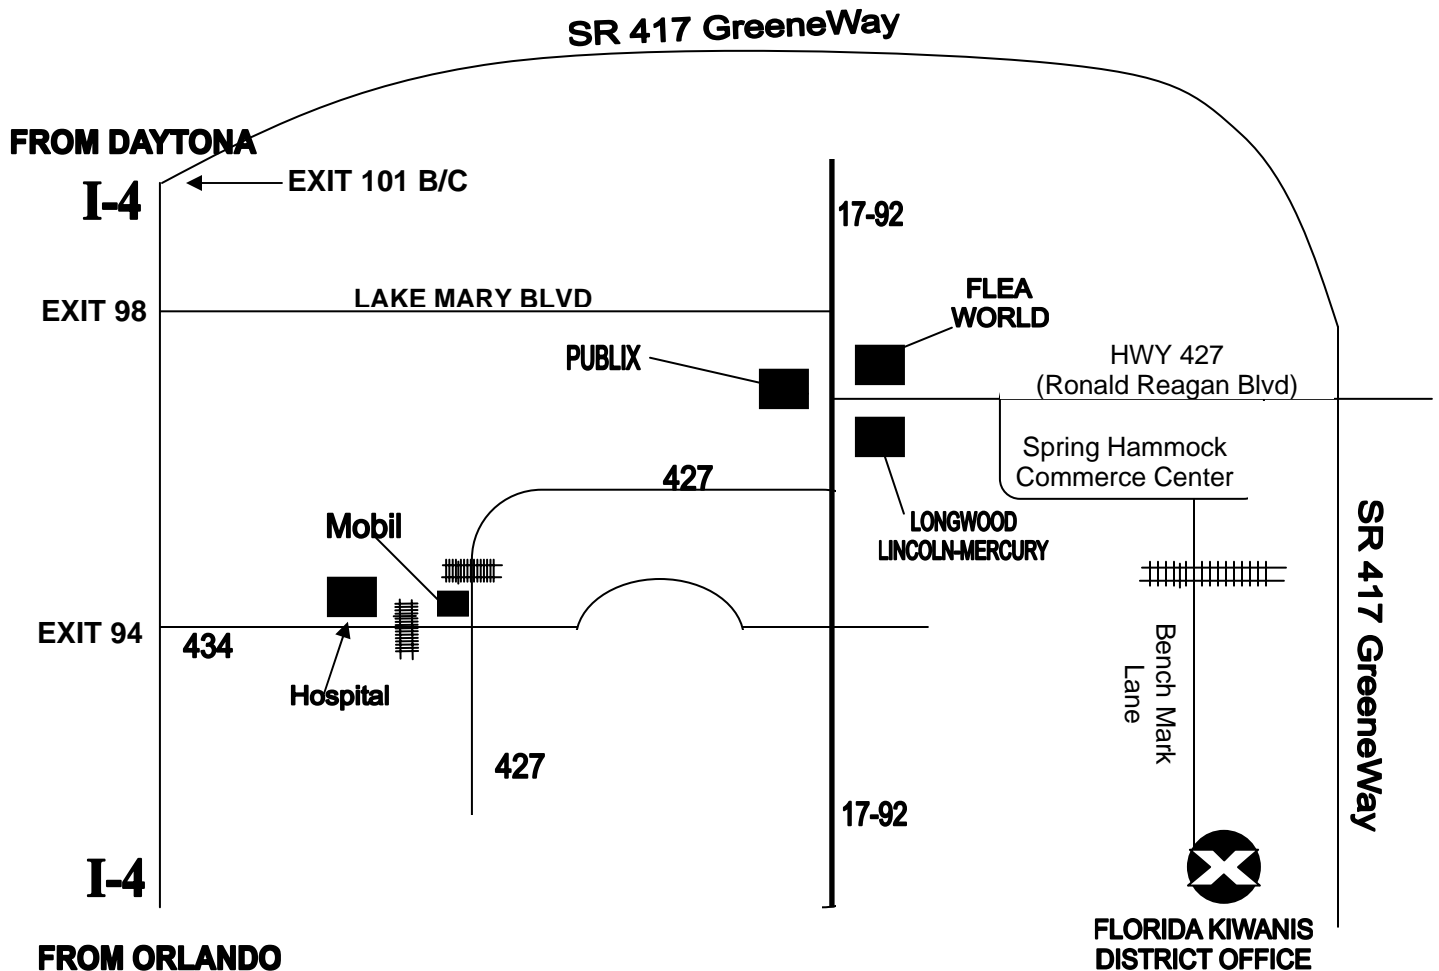 SR 417 GreeneWay
FROM DAYTONA
EXIT 101 B/C
I-4
17-92
FLEA
WORLD
LAKE MARY BLVD
EXIT 98
PUBLIX
HWY 427
(Ronald Reagan Blvd)
Spring Hammock
Commerce Center
427
Mobil
LONGWOOD
LINCOLN-MERCURY
SR 417 GreeneWay
EXIT 94
434
Hospital
Bench Mark
Lane
427
17-92
I-4
FROM ORLANDO
FLORIDA KIWANIS
DISTRICT OFFICE